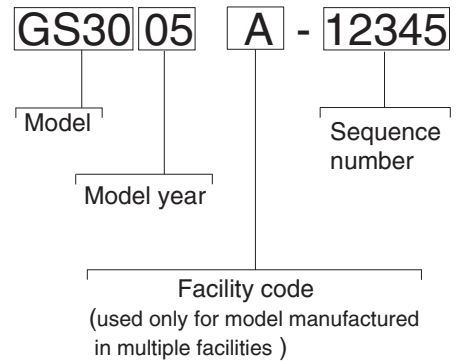 GS30 05 A - 12345
Model
Sequence
number
Model year
Facility code
(used only for model manufactured
in multiple facilities )